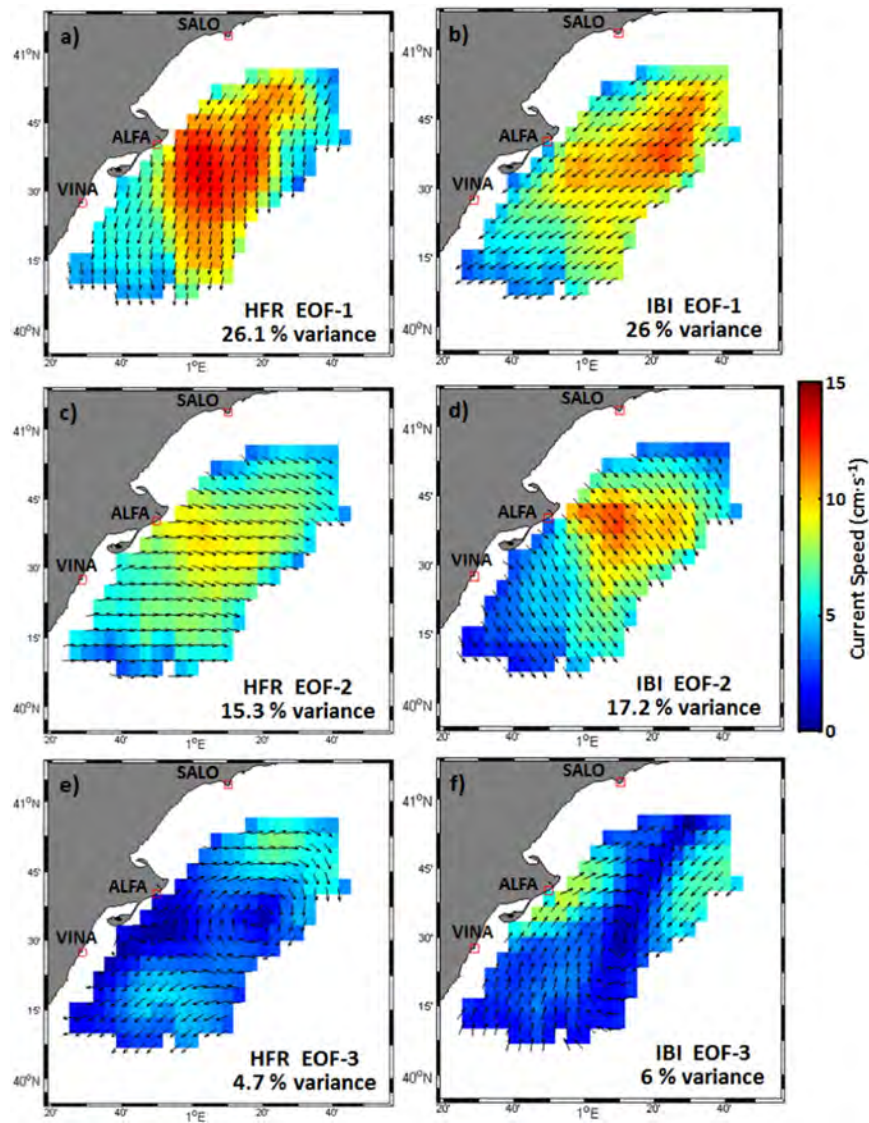 a)
SALO
41°N
45'
ALFA
VINA
30'
15'
HFR EOF-1
26.1 % variance
40°N
20'
40'
1°E
20'
40'
b)
SALO
41°N
45'
ALFA
VINA
30'
15'
IBI EOF-1
26 % variance
40°N
20'
40'
1°E
20'
40'
c)
SALO
41°N
45'
ALFA
VINA
30'
15'
HFR EOF-2
15.3 % variance
40°N
20'
40'
1°E
20'
40'
d)
SALO
41°N
45'
ALFA
VINA
30'
15'
IBI EOF-2
17.2 % variance
40°N
20'
40'
1°E
20'
40'
15
10
5
0
Current Speed (cm·s⁻¹)
e)
SALO
41°N
45'
ALFA
VINA
30'
15'
HFR EOF-3
4.7 % variance
40°N
20'
40'
1°E
20'
40'
f)
SALO
41°N
45'
ALFA
VINA
30'
15'
IBI EOF-3
6 % variance
40°N
20'
40'
1°E
20'
40'